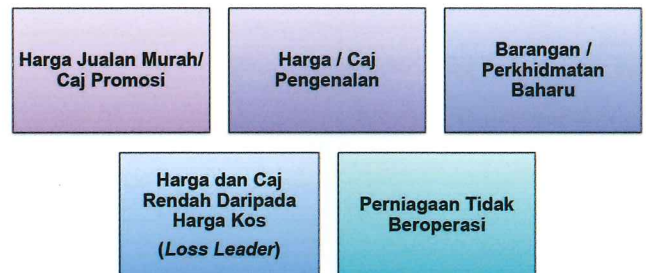 Harga Jualan Murah/
Caj Promosi
Harga / Caj
Pengenalan
Barangan /
Perkhidmatan
Baharu
Harga dan Caj
Rendah Daripada
Harga Kos
(Loss Leader)
Perniagaan Tidak
Beroperasi